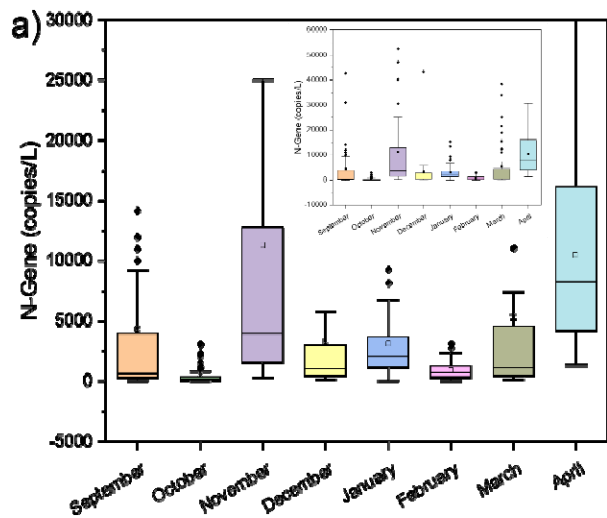 a)
N-Gene (copies/L)
30000
25000
20000
15000
10000
5000
0
-5000
September
October
November
December
January
February
March
April
N-Gene (copies/L)
60000
50000
40000
30000
20000
10000
0
-10000
September
October
November
December
January
February
March
April